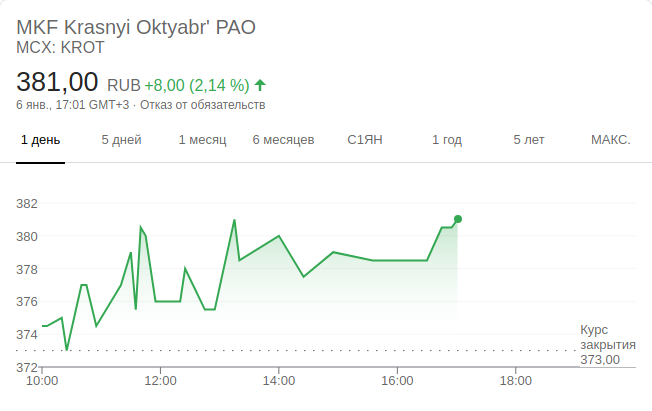 MKF Krasnyi Oktyabr' PAO
MCX: KROT
381,00 RUB +8,00 (2,14 %)
6 янв., 17:01 GMT+3 · Отказ от обязательств
1 день 5 дней 1 месяц 6 месяцев С1ЯН 1 год 5 лет МАКС.
382
380
378
376
374
Курс
закрытия
373,00
372
10:00 12:00 14:00 16:00 18:00